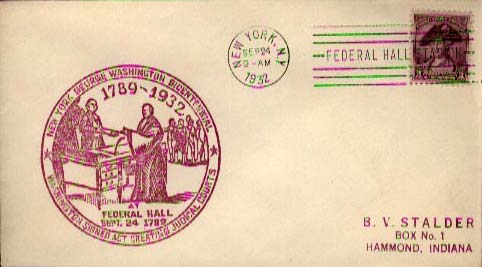 NEW YORK GEORGE WASHINGTON BICENTENNIAL
1789-1932
FEDERAL HALL
SEPT. 24 1789
WASHINGTON SIGNED ACT CREATING JUDICIAL COURTS
NEW YORK, N.Y.
SEP 24
9-AM
1932
FEDERAL HALL STATION
B. V. STALDER
BOX No. 1
HAMMOND, INDIANA